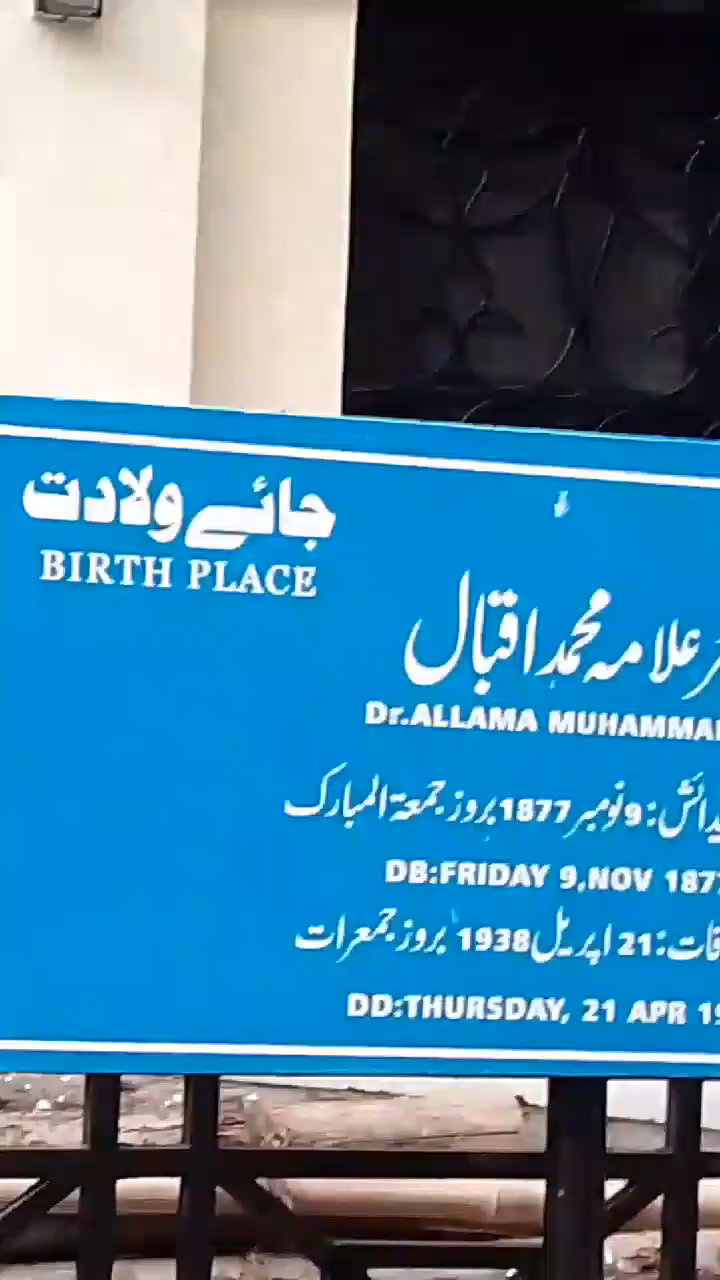 جائے ولادت
BIRTH PLACE
علامہ محمد اقبال
Dr.ALLAMA MUHAMMA
9 نومبر 1877 بروز جمعۃ المبارک
DB:FRIDAY 9,NOV 187
21 اپریل 1938 بروز جمعرات
DD:THURSDAY, 21 APR 19